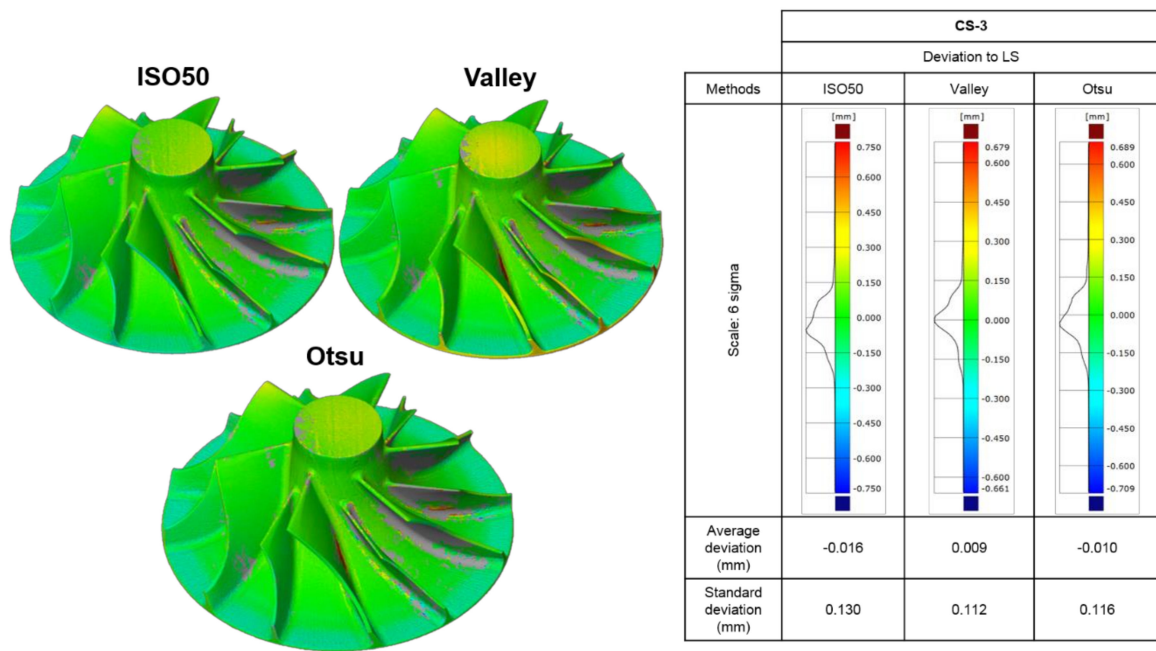 ISO50
Valley
Otsu
CS-3
Deviation to LS
Methods
ISO50
Valley
Otsu
Scale: 6 sigma
[mm]
0.750
0.600
0.450
0.300
0.150
0.000
-0.150
-0.300
-0.450
-0.600
-0.750
[mm]
0.679
0.600
0.450
0.300
0.150
0.000
-0.150
-0.300
-0.450
-0.600
-0.661
[mm]
0.689
0.600
0.450
0.300
0.150
0.000
-0.150
-0.300
-0.450
-0.600
-0.709
Average
deviation
(mm)
-0.016
0.009
-0.010
Standard
deviation
(mm)
0.130
0.112
0.116